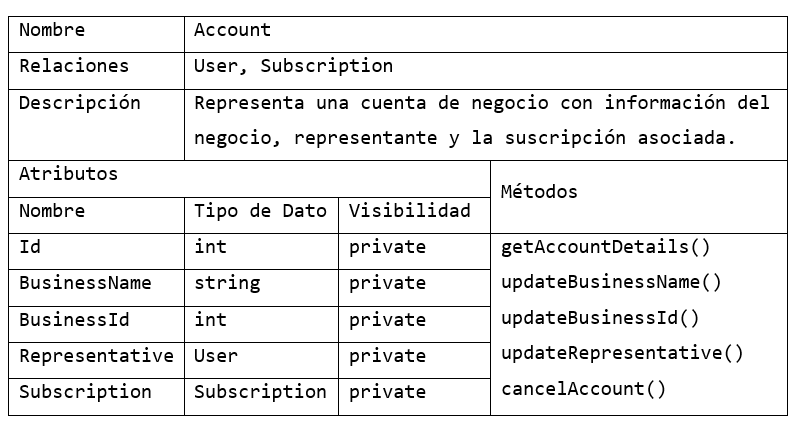 Nombre Account
Relaciones User, Subscription
Descripción Representa una cuenta de negocio con información del
negocio, representante y la suscripción asociada.
Atributos Métodos
Nombre Tipo de Dato Visibilidad
Id int private getAccountDetails()
BusinessName string private updateBusinessName()
BusinessId int private updateBusinessId()
Representative User private updateRepresentative()
Subscription Subscription private cancelAccount()